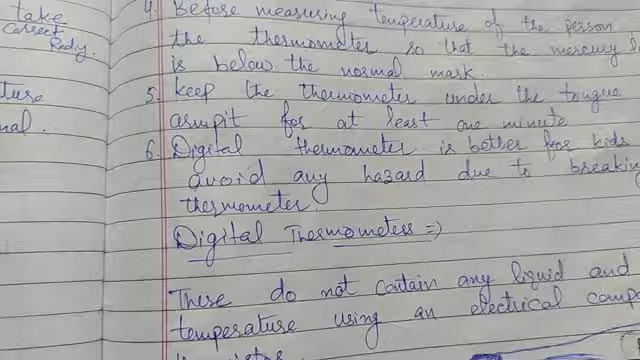 take
Correct
Rady.
ture
nal.
4. Before measuring temperature of the person
the thermometer so that the mercury l
is below the normal mark.
5. Keep the thermometer under the tongue
armpit for at least one minute
6. Digital thermometer is better for kids
avoid any hazard due to breaking
thermometer.
Digital Thermometers =>
These do not contain any liquid and
temperature using an electrical comp